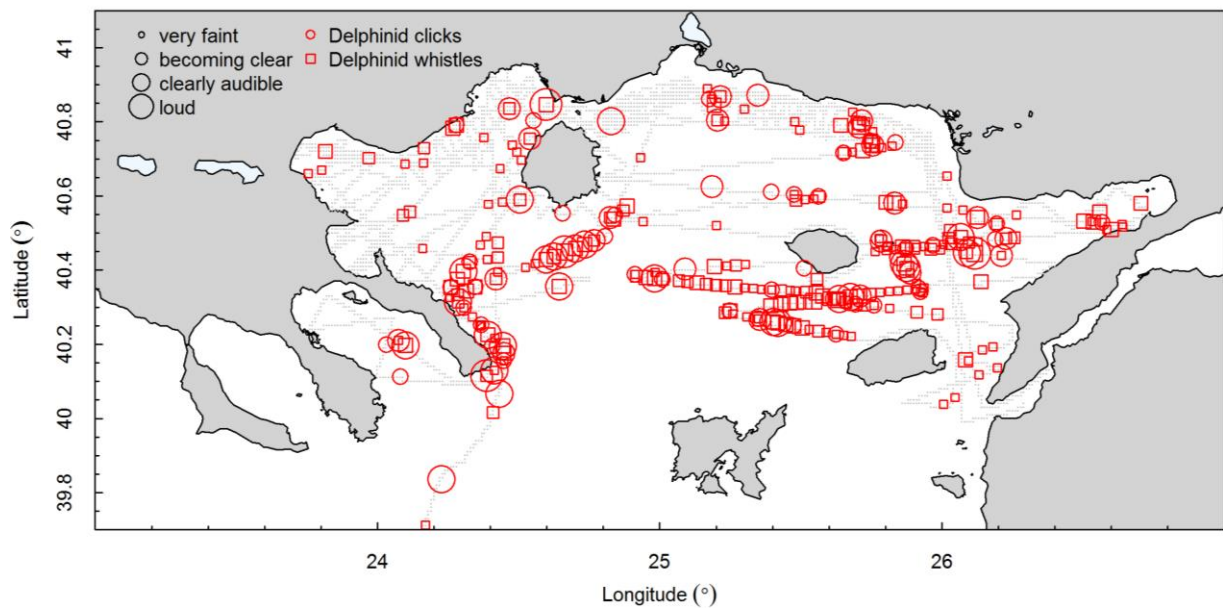 very faint
becoming clear
clearly audible
loud
Delphinid clicks
Delphinid whistles
41
40.8
40.6
40.4
40.2
40
39.8
Latitude (°)
24
25
26
Longitude (°)